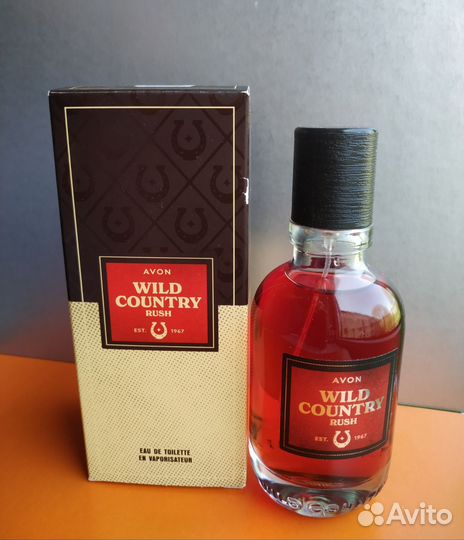 AVON
WILD
COUNTRY
RUSH
EST. 1967
EAU DE TOILETTE
EN VAPORISATEUR
AVON
WILD
COUNTRY
RUSH
EST. 1967
Avito